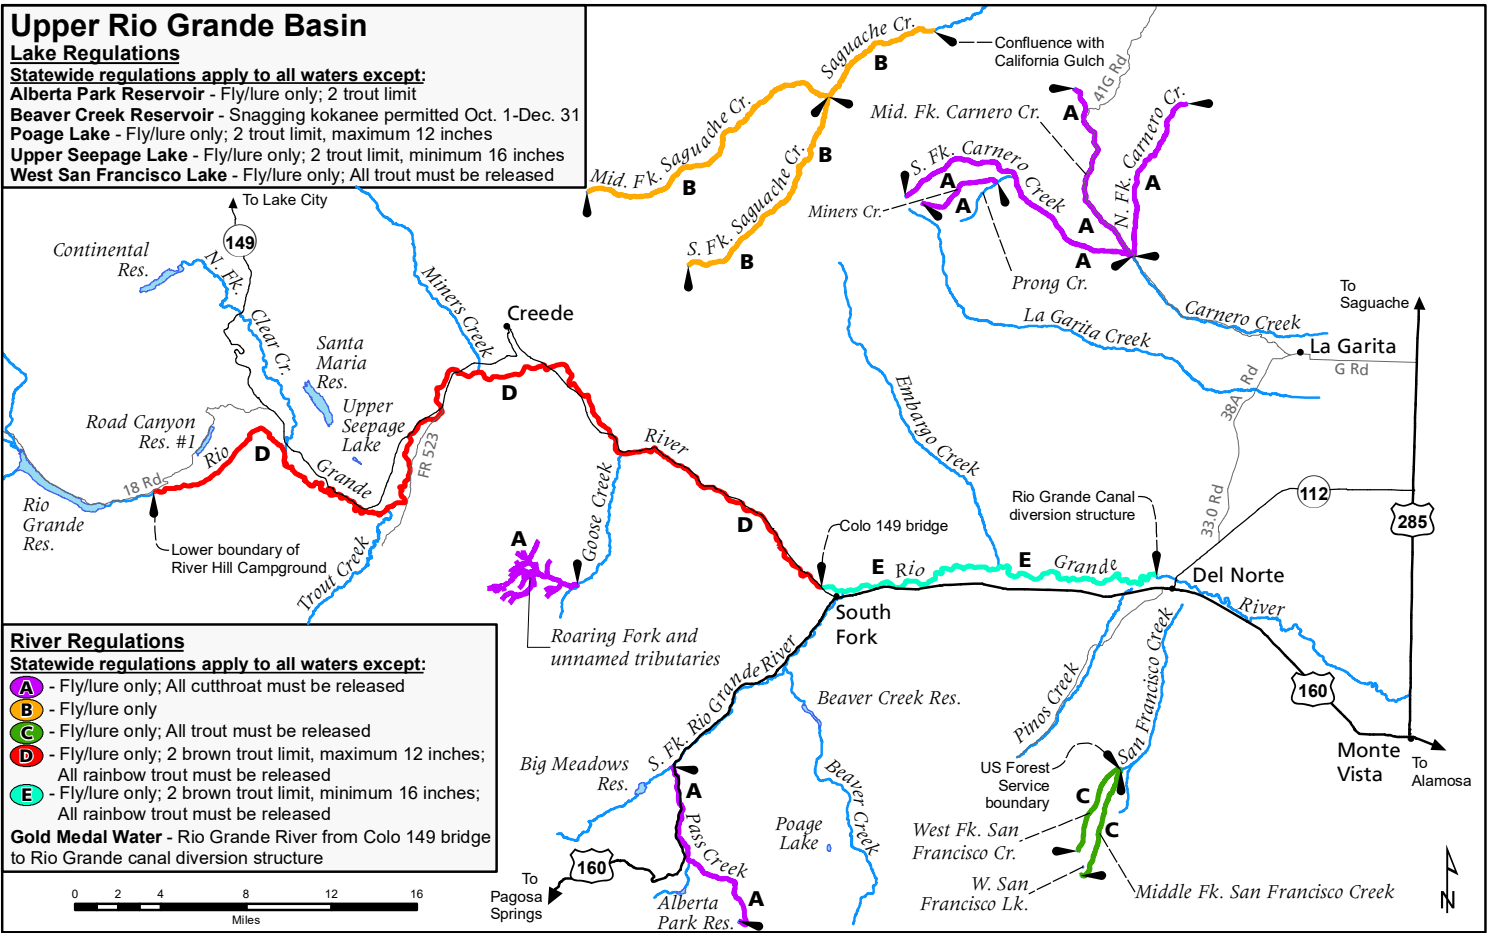 Upper Rio Grande Basin
Lake Regulations
Statewide regulations apply to all waters except:
Alberta Park Reservoir - Fly/lure only; 2 trout limit
Beaver Creek Reservoir - Snagging kokanee permitted Oct. 1-Dec. 31
Poage Lake - Fly/lure only; 2 trout limit, maximum 12 inches
Upper Seepage Lake - Fly/lure only; 2 trout limit, minimum 16 inches
West San Francisco Lake - Fly/lure only; All trout must be released
Saguache Cr.
B
Confluence with
California Gulch
Mid. Fk. Saguache Cr.
B
S. Fk. Saguache Cr.
B
B
41G Rd
Mid. Fk. Carnero Cr.
A
N. Fk. Carnero Cr.
A
S. Fk. Carnero
Creek
A
A
Miners Cr.
A
A
Prong Cr.
To Lake City
149
Continental
Res.
N. Fk.
Clear Cr.
Miners Creek
Creede
Santa
Maria
Res.
Upper
Seepage
Lake
Road Canyon
Res. #1
Rio
D
Grande
18 Rd.
FR 523
D
River
Rio
Grande
Res.
Lower boundary of
River Hill Campground
Trout Creek
Goose Creek
A
D
Roaring Fork and
unnamed tributaries
Embargo Creek
La Garita Creek
Carnero Creek
To
Saguache
La Garita
G Rd
38A Rd
33.0 Rd
112
285
Rio Grande Canal
diversion structure
Colo 149 bridge
E
Rio
E
Grande
Del Norte
River
South
Fork
160
Monte
Vista
To
Alamosa
Pinos Creek
San Francisco Creek
US Forest
Service
boundary
C
C
West Fk. San
Francisco Cr.
W. San
Francisco Lk.
Middle Fk. San Francisco Creek
S. Fk. Rio Grande River
Beaver Creek Res.
Beaver Creek
Big Meadows
Res.
A
Pass Creek
Poage
Lake
A
Alberta
Park Res.
160
To
Pagosa
Springs
River Regulations
Statewide regulations apply to all waters except:
A - Fly/lure only; All cutthroat must be released
B - Fly/lure only
C - Fly/lure only; All trout must be released
D - Fly/lure only; 2 brown trout limit, maximum 12 inches;
All rainbow trout must be released
E - Fly/lure only; 2 brown trout limit, minimum 16 inches;
All rainbow trout must be released
Gold Medal Water - Rio Grande River from Colo 149 bridge
to Rio Grande canal diversion structure
0 2 4 8 12 16
Miles
N